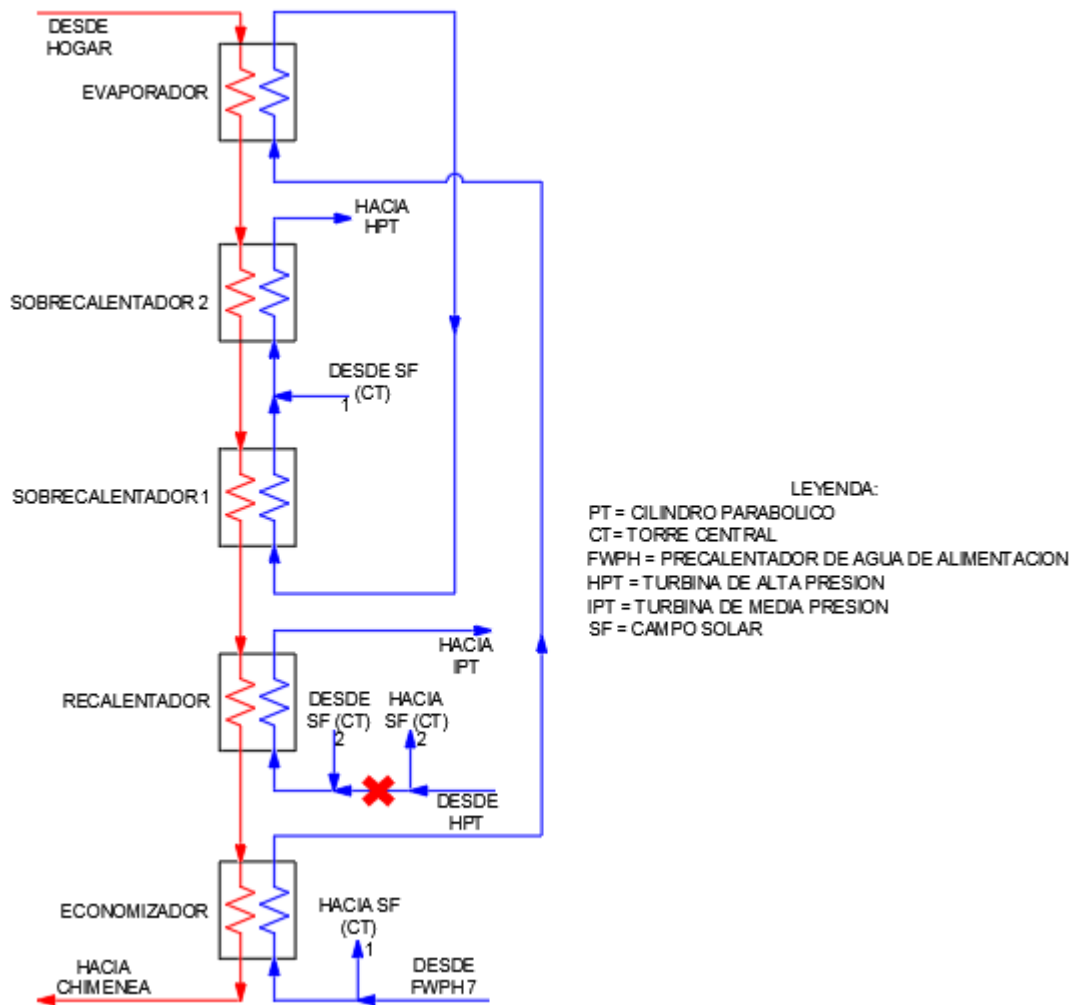 DESDE
HOGAR
EVAPORADOR
HACIA
HPT
SOBRECALENTADOR 2
DESDE SF
(CT)
1
SOBRECALENTADOR 1
LEYENDA:
PT = CILINDRO PARABOLICO
CT = TORRE CENTRAL
FWPH = PRECALENTADOR DE AGUA DE ALIMENTACION
HPT = TURBINA DE ALTA PRESION
IPT = TURBINA DE MEDIA PRESION
SF = CAMPO SOLAR
HACIA
IPT
RECALENTADOR
DESDE
SF (CT)
2
HACIA
SF (CT)
2
DESDE
HPT
ECONOMIZADOR
HACIA SF
(CT)
1
HACIA
CHIMENEA
DESDE
FWPH 7